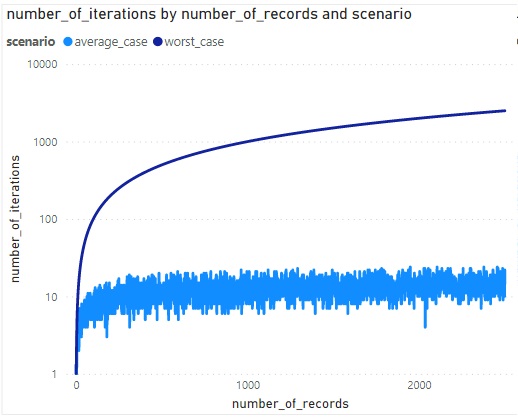 number_of_iterations by number_of_records and scenario
scenario average_case worst_case
10000
1000
100
10
1
number_of_iterations
0 1000 2000
number_of_records